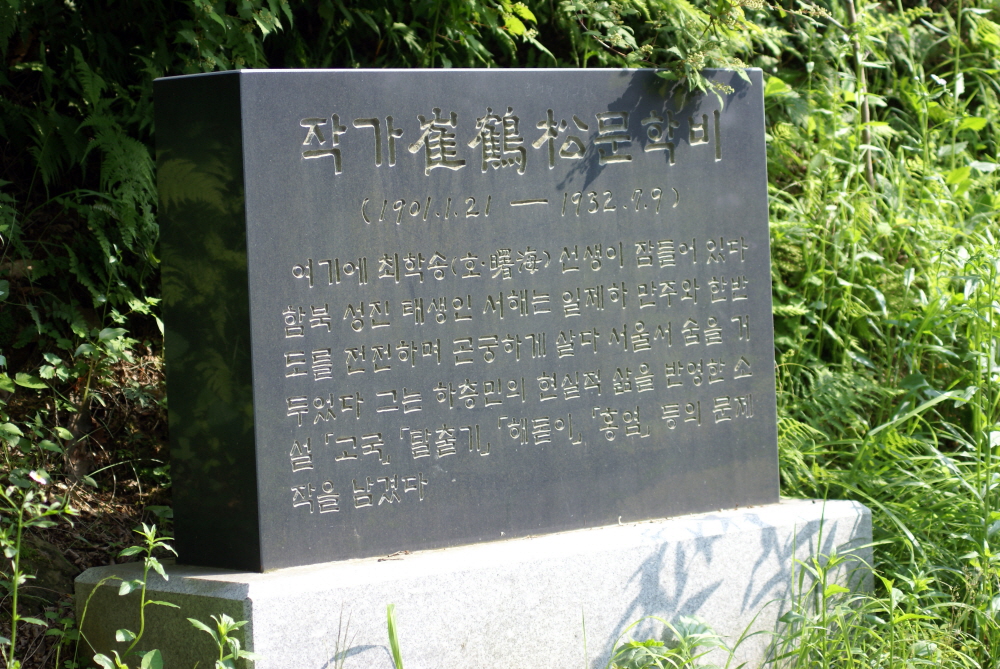 작가 崔鶴松 문학비
(1901.1.21 — 1932.7.9)
여기에 최학송(호·曙海) 선생이 잠들어 있다
함북 성진 태생인 서해는 일제하 만주와 한반
도를 전전하며 곤궁하게 살다 서울서 숨을 거
두었다 그는 하층민의 현실적 삶을 반영한 소
설 「고국」, 「탈출기」, 「해돋이」, 「홍염」 등의 문제
작을 남겼다